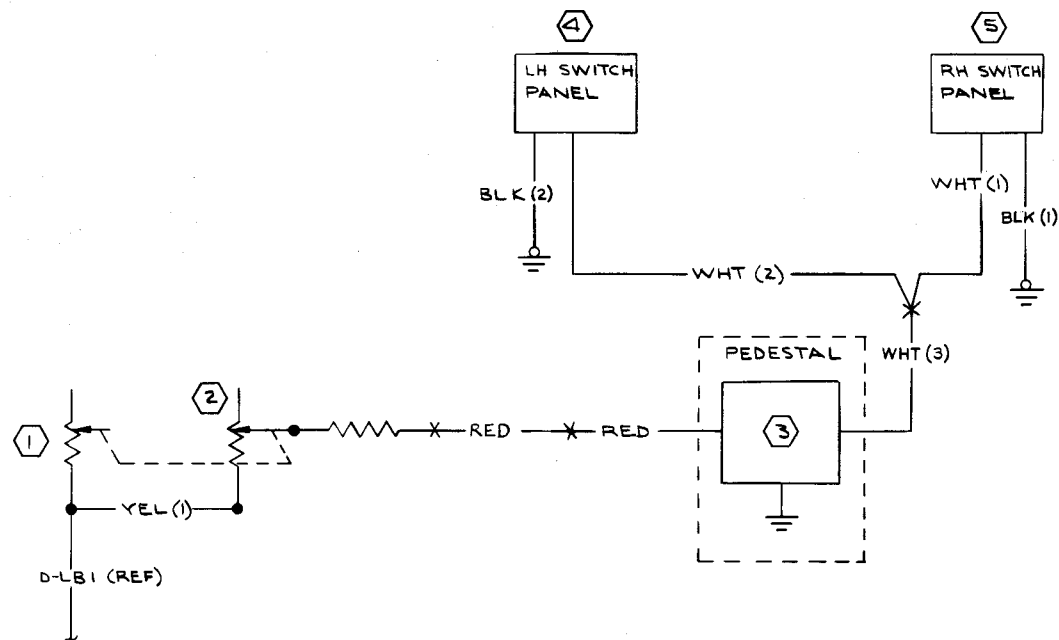 4
5
LH SWITCH
PANEL
RH SWITCH
PANEL
BLK (2)
WHT (1)
BLK (1)
WHT (2)
PEDESTAL
WHT (3)
2
1
RED
RED
3
YEL (1)
D-LB1 (REF)